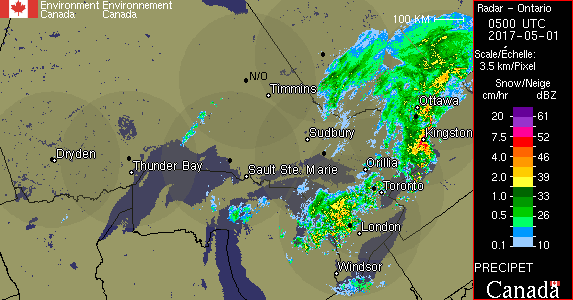 Environment Environnement
Canada Canada
100 KM
N/O
Timmins
Ottawa
Sudbury
Kingston
Dryden
Thunder Bay
Sault Ste. Marie
Orillia
Toronto
London
Windsor
Radar - Ontario
0500 UTC
2017-05-01
Scale/Échelle:
3.5 km/Pixel
Snow/Neige
cm/hr dBZ
20 61
7.5 52
4.0 46
2.0 39
1.0 33
0.5 26
0.1 10
PRECIPET
Canada